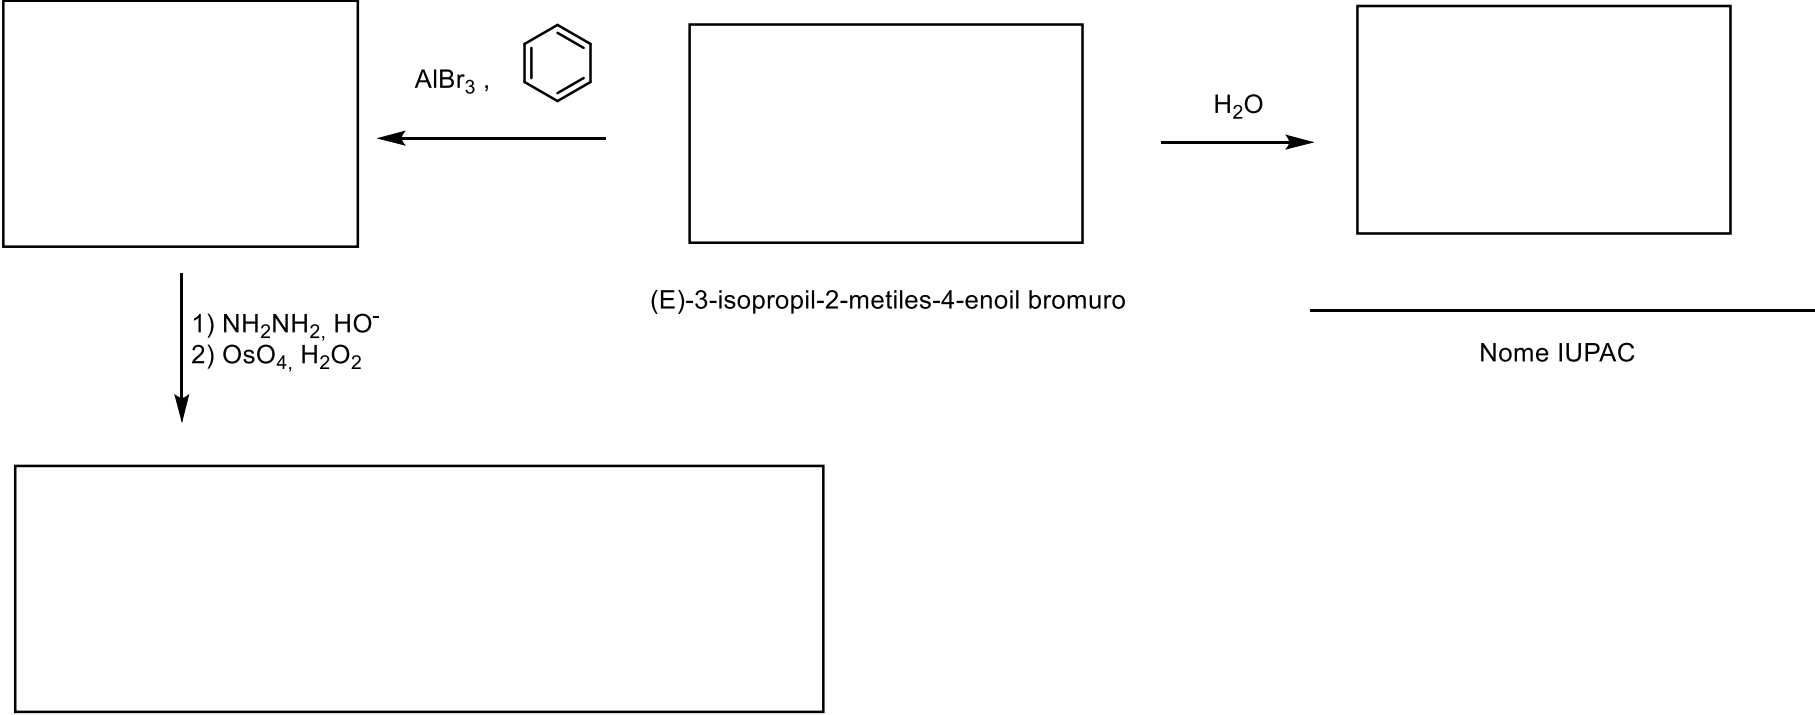 AlBr3 ,
H2O
(E)-3-isopropil-2-metiles-4-enoil bromuro
1) NH2NH2, HO-
2) OsO4, H2O2
Nome IUPAC